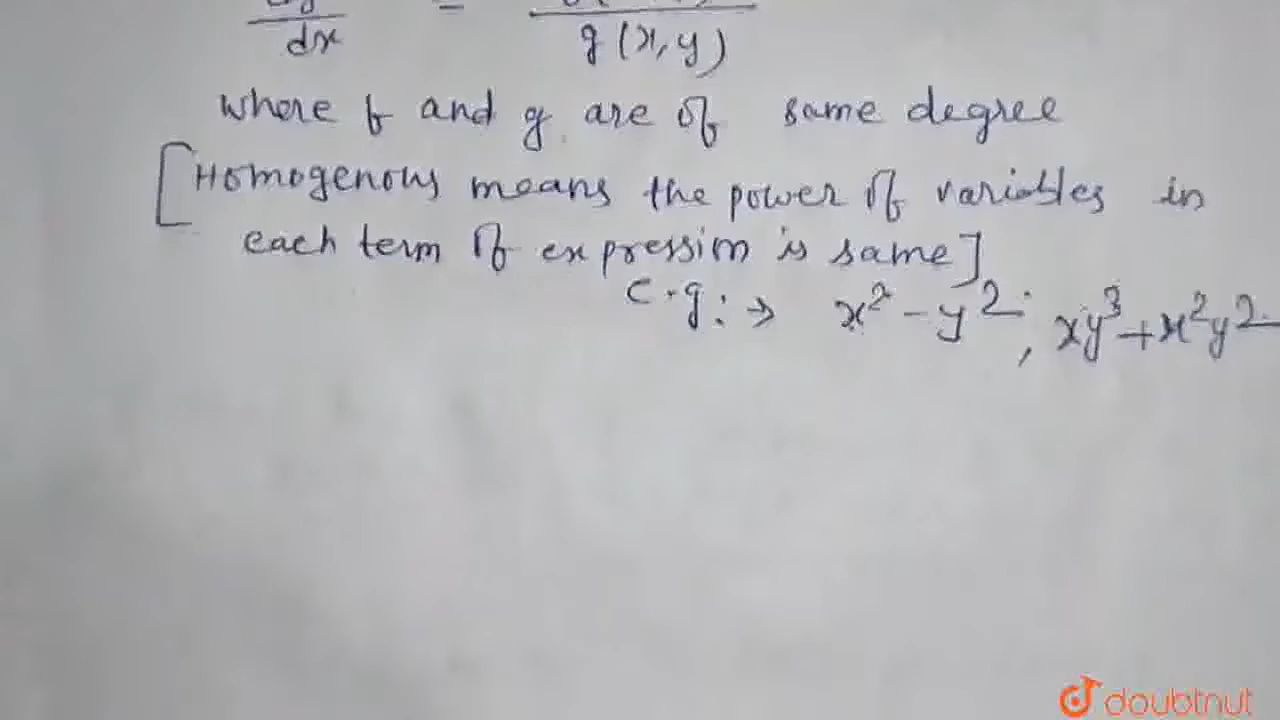 dx
g(x,y)
where f and g are of same degree
[Homogenous means the power of variables in
each term of expression is same]
e.g:→ x²-y²; xy³+x²y²
doubtnut